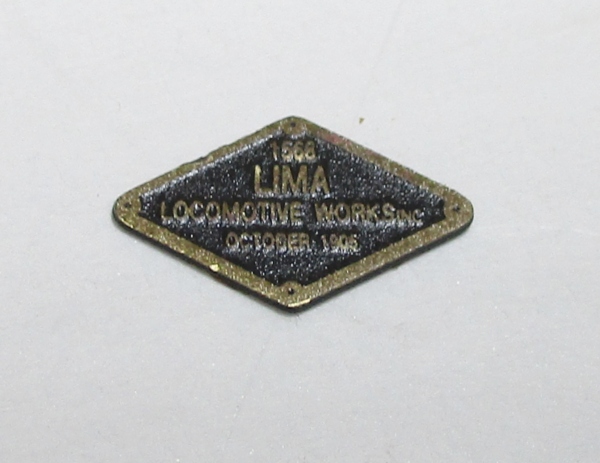 1568
LIMA
LOCOMOTIVE WORKS INC
OCTOBER 1905